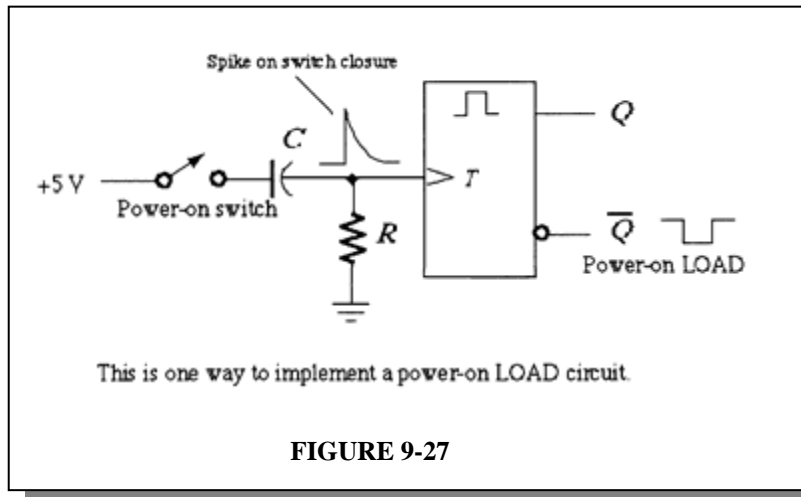 Spike on switch closure
C
Q
+5 V
T
Power-on switch
R
Q̅
Power-on LOAD
This is one way to implement a power-on LOAD circuit.
FIGURE 9-27